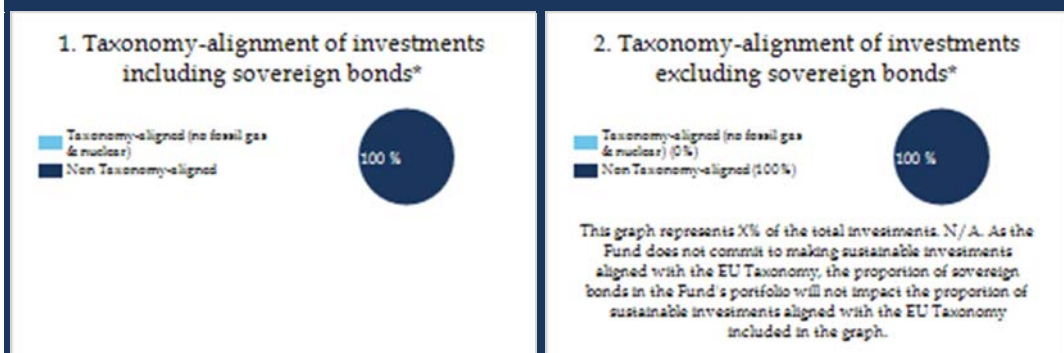 1. Taxonomy-alignment of investments
including sovereign bonds*
Taxonomy-aligned (no fossil gas
& nuclear)
Non Taxonomy-aligned
100 %
2. Taxonomy-alignment of investments
excluding sovereign bonds*
Taxonomy-aligned (no fossil gas
& nuclear) (0%)
Non Taxonomy-aligned (100%)
100 %
This graph represents X% of the total investments. N/A. As the
Fund does not commit to making sustainable investments
aligned with the EU Taxonomy, the proportion of sovereign
bonds in the Fund's portfolio will not impact the proportion of
sustainable investments aligned with the EU Taxonomy
included in the graph.